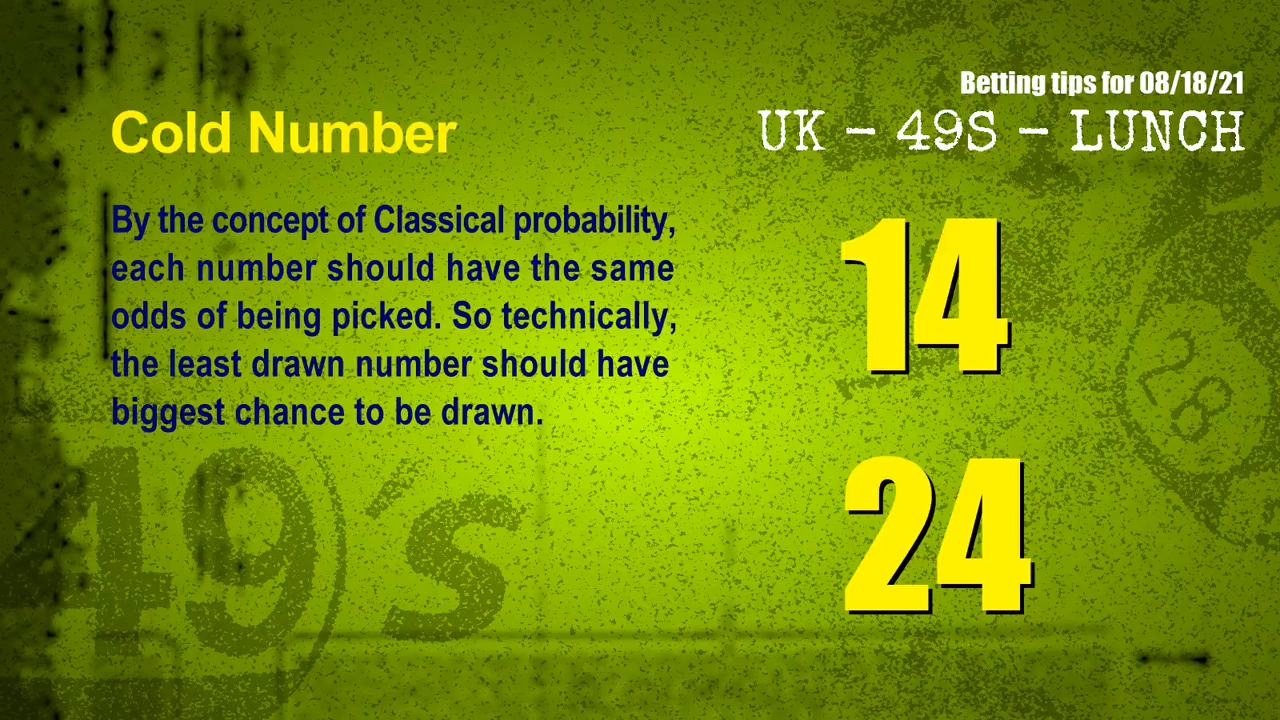 Betting tips for 08/18/21
UK - 49S - LUNCH
Cold Number
By the concept of Classical probability,
each number should have the same
odds of being picked. So technically,
the least drawn number should have
biggest chance to be drawn.
14
24
28
49's